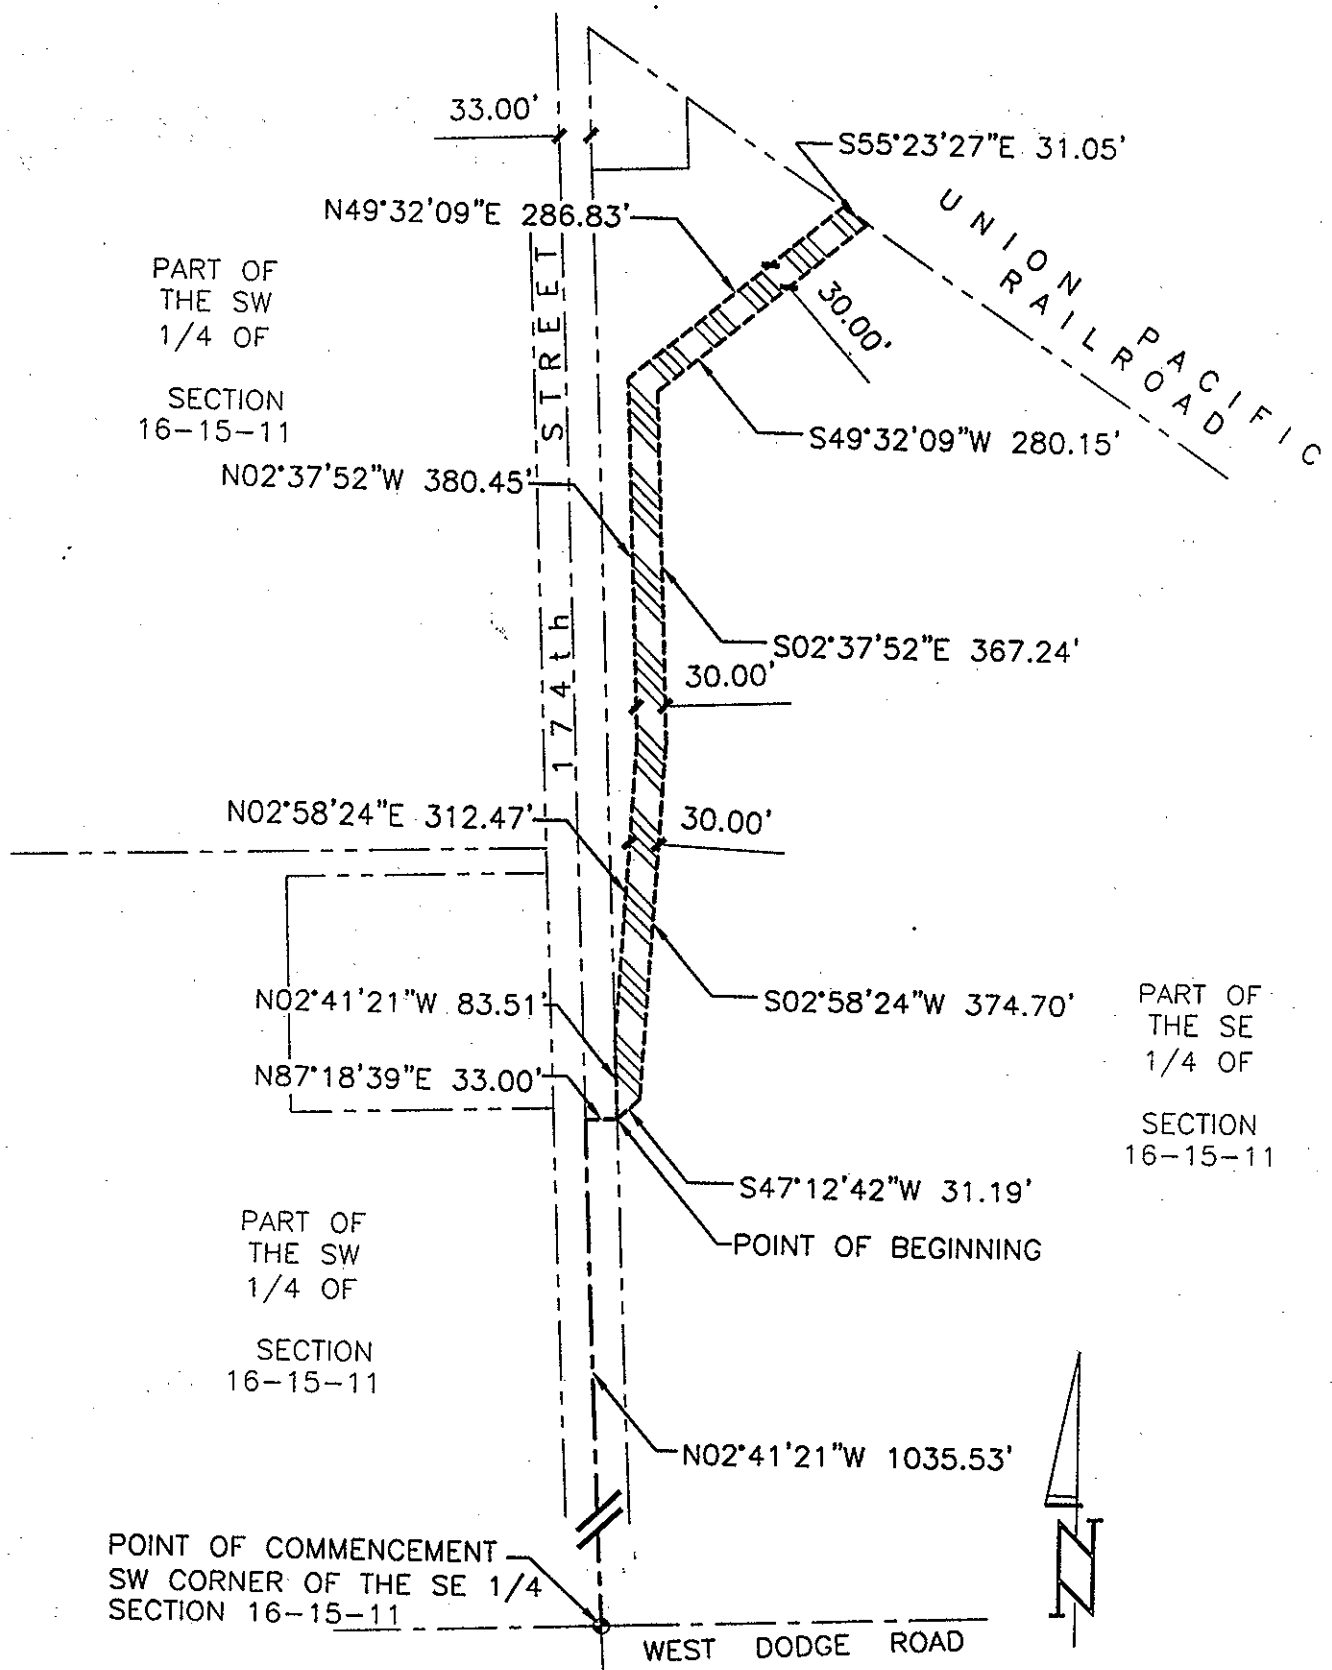 33.00'
S55°23'27"E 31.05'
N49°32'09"E 286.83'
UNION PACIFIC
RAILROAD
PART OF
THE SW
1/4 OF
SECTION
16-15-11
30.00'
174th STREET
S49°32'09"W 280.15'
N02°37'52"W 380.45'
S02°37'52"E 367.24'
30.00'
N02°58'24"E 312.47'
30.00'
N02°41'21"W 83.51'
S02°58'24"W 374.70'
PART OF
THE SE
1/4 OF
SECTION
16-15-11
N87°18'39"E 33.00'
S47°12'42"W 31.19'
POINT OF BEGINNING
PART OF
THE SW
1/4 OF
SECTION
16-15-11
N02°41'21"W 1035.53'
N
POINT OF COMMENCEMENT
SW CORNER OF THE SE 1/4
SECTION 16-15-11
WEST DODGE ROAD